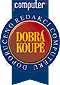 computer
DOPORUČENO REDAKCÍ COMPUTERU
DOBRÁ
KOUPĚ